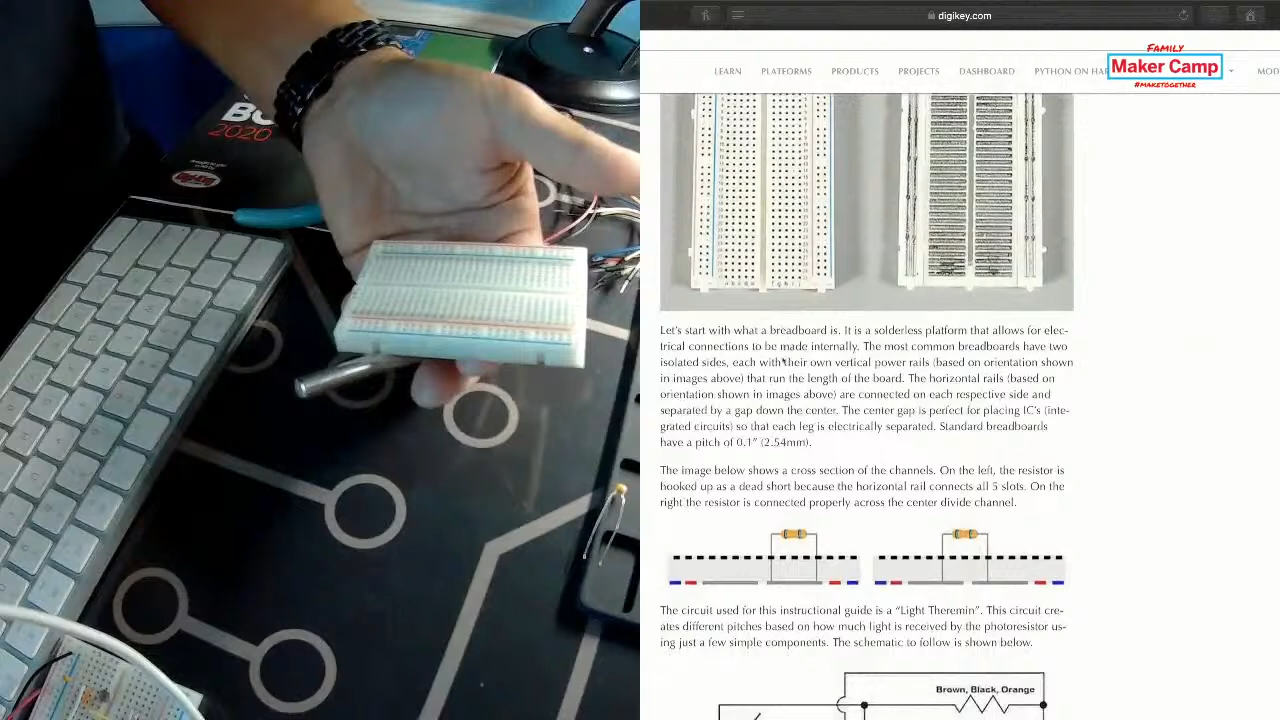 digikey.com
FAMILY
Maker Camp
#MAKETOGETHER
LEARN
PLATFORMS
PRODUCTS
PROJECTS
DASHBOARD
PYTHON ON HAR
MOD
2020
Let's start with what a breadboard is. It is a solderless platform that allows for elec-
trical connections to be made internally. The most common breadboards have two
isolated sides, each with their own vertical power rails (based on orientation shown
in images above) that run the length of the board. The horizontal rails (based on
orientation shown in images above) are connected on each respective side and
separated by a gap down the center. The center gap is perfect for placing IC's (inte-
grated circuits) so that each leg is electrically separated. Standard breadboards
have a pitch of 0.1" (2.54mm).
The image below shows a cross section of the channels. On the left, the resistor is
hooked up as a dead short because the horizontal rail connects all 5 slots. On the
right the resistor is connected properly across the center divide channel.
The circuit used for this instructional guide is a "Light Theremin". This circuit cre-
ates different pitches based on how much light is received by the photoresistor us-
ing just a few simple components. The schematic to follow is shown below.
Brown, Black, Orange